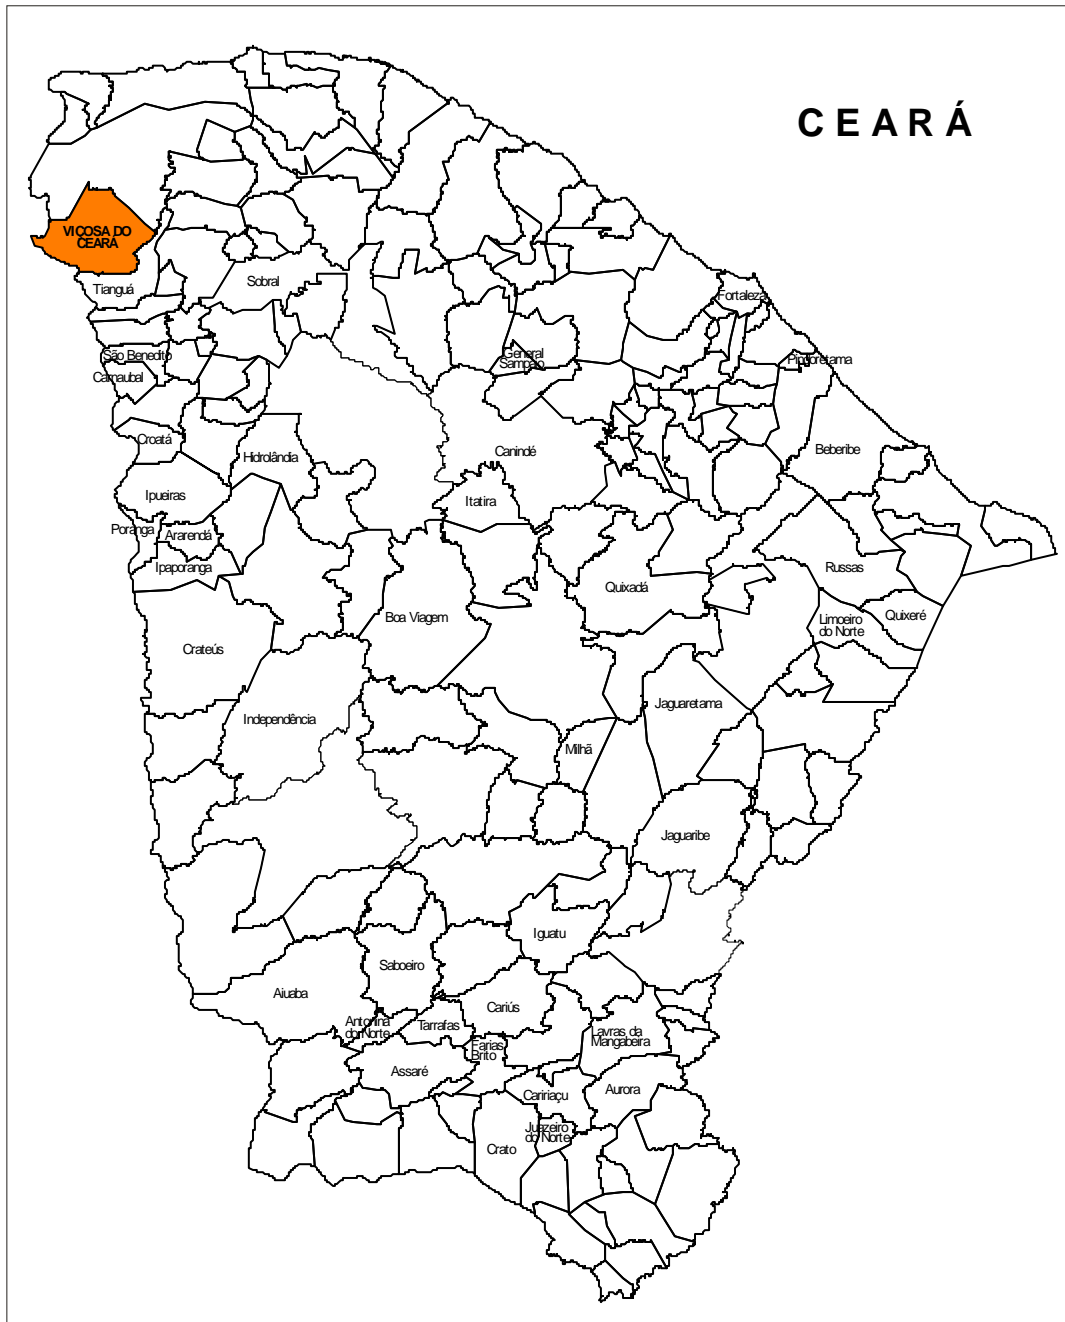 CEARÁ
VIÇOSA DO
CEARÁ
Tianguá
Sobral
Fortaleza
São Benedito
General
Sampaio
Carnaubal
Croatá
Hidrolândia
Canindé
Beberibe
Ipueiras
Itatira
Poranga
Ararendá
Ipaporanga
Quixadá
Russas
Boa Viagem
Limoeiro
do Norte
Quixeré
Crateús
Independência
Jaguaretama
Milhã
Jaguaribe
Iguatu
Saboeiro
Aiuaba
Cariús
Antonina
do Norte
Tarrafas
Lavras da
Mangabeira
Farias
Brito
Assaré
Caririaçu
Aurora
Juazeiro
do Norte
Crato